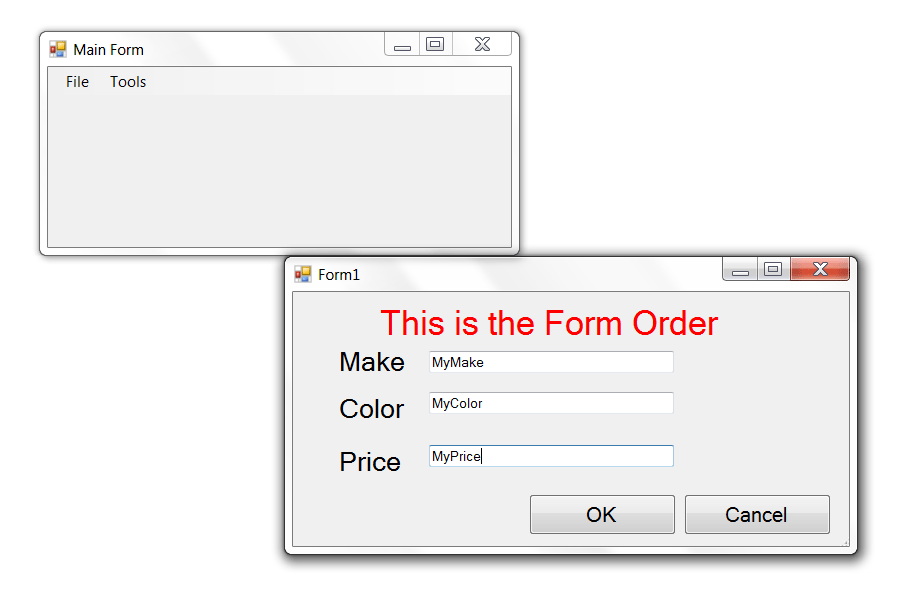 Main Form
File Tools
Form1
This is the Form Order
Make MyMake
Color MyColor
Price MyPrice
OK Cancel